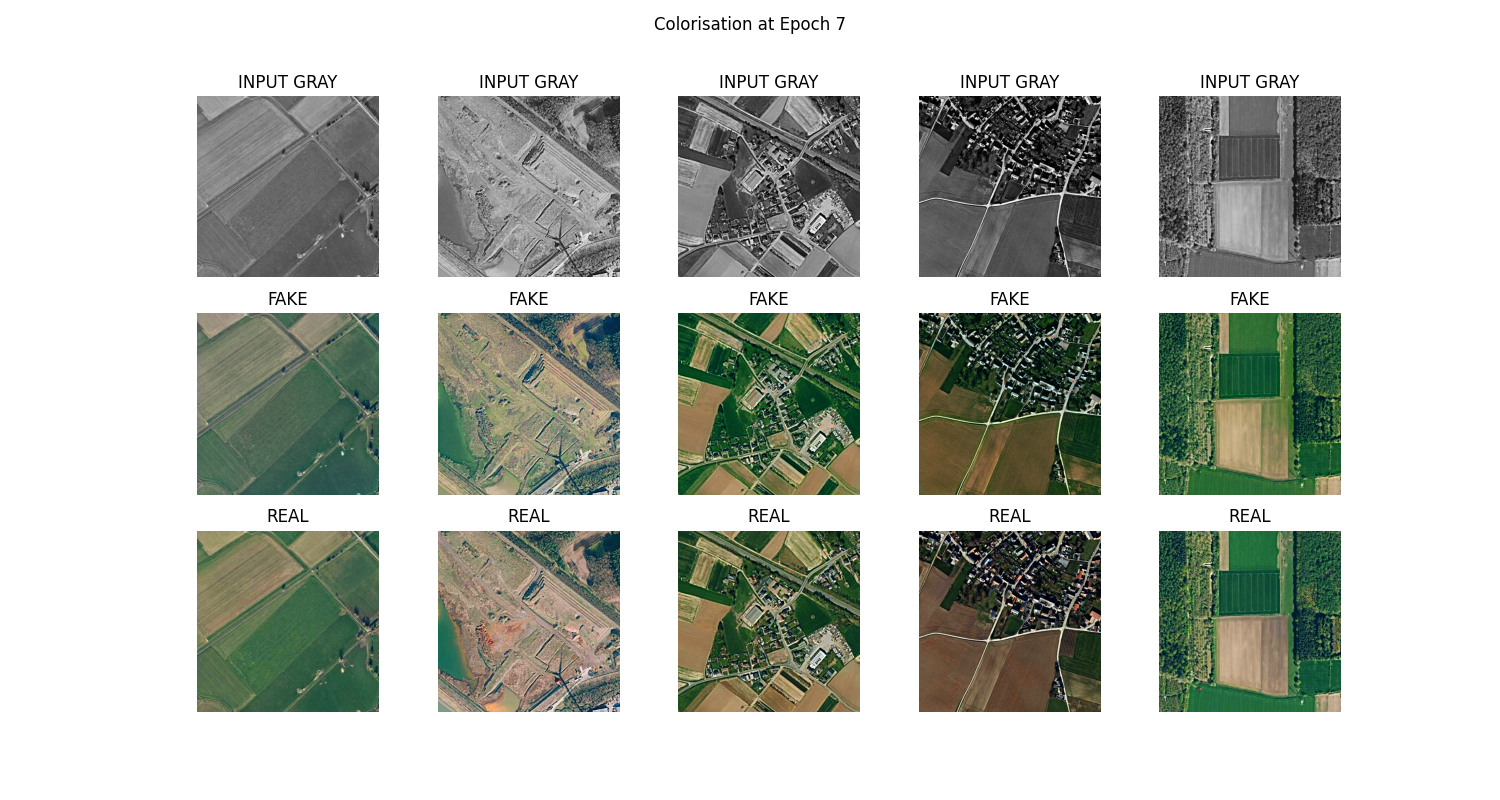 Colorisation at Epoch 7
INPUT GRAY INPUT GRAY INPUT GRAY INPUT GRAY INPUT GRAY
FAKE FAKE FAKE FAKE FAKE
REAL REAL REAL REAL REAL